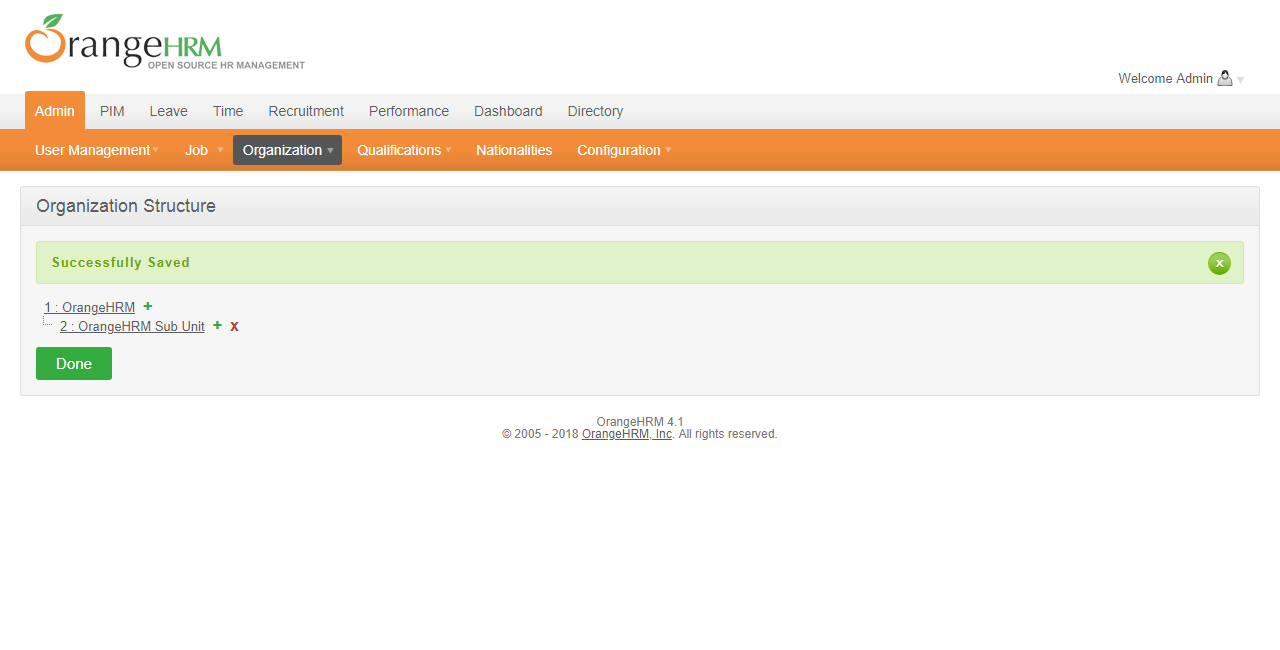 OrangeHRM
OPEN SOURCE HR MANAGEMENT
Welcome Admin
Admin PIM Leave Time Recruitment Performance Dashboard Directory
User Management Job Organization Qualifications Nationalities Configuration
Organization Structure
Successfully Saved x
1 : OrangeHRM +
2 : OrangeHRM Sub Unit + x
Done
OrangeHRM 4.1
© 2005 - 2018 OrangeHRM, Inc. All rights reserved.